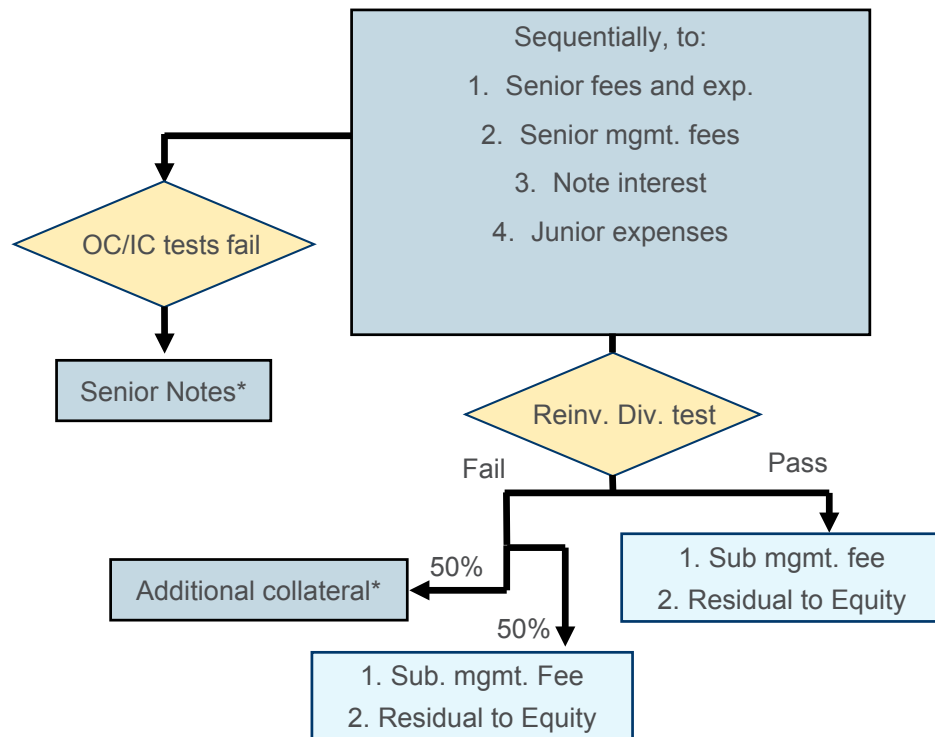 Sequentially, to:
1. Senior fees and exp.
2. Senior mgmt. fees
3. Note interest
4. Junior expenses
OC/IC tests fail
Senior Notes*
Reinv. Div. test
Fail
Pass
1. Sub mgmt. fee
2. Residual to Equity
50%
Additional collateral*
50%
1. Sub. mgmt. Fee
2. Residual to Equity